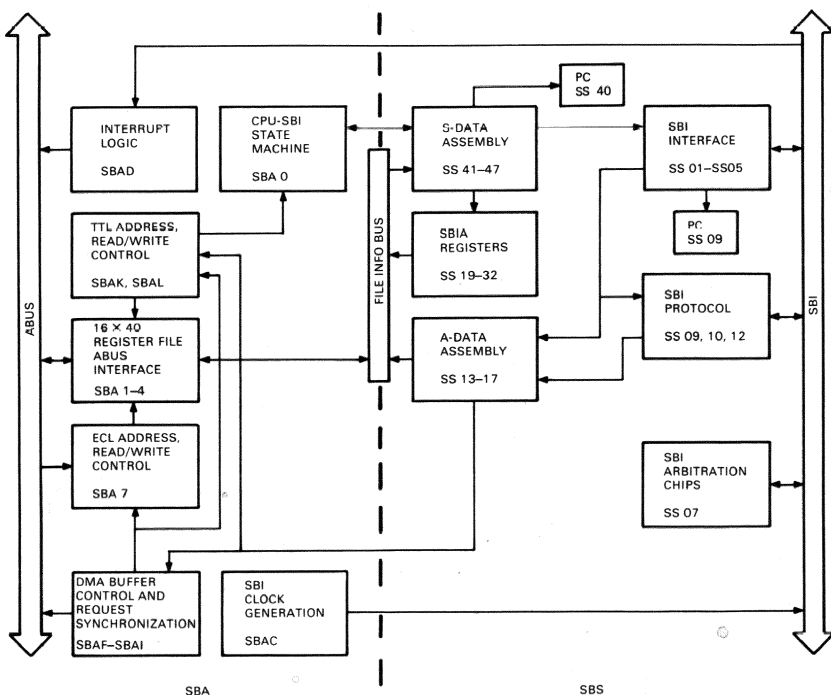 PC
SS 40
INTERRUPT
LOGIC
SBAD
CPU-SBI
STATE
MACHINE
SBA 0
S-DATA
ASSEMBLY
SS 41-47
SBI
INTERFACE
SS 01-SS05
PC
SS 09
TTL ADDRESS,
READ/WRITE
CONTROL
SBAK, SBAL
FILE INFO BUS
SBIA
REGISTERS
SS 19-32
ABUS
SBI
16 X 40
REGISTER FILE
ABUS
INTERFACE
SBA 1-4
A-DATA
ASSEMBLY
SS 13-17
SBI
PROTOCOL
SS 09, 10, 12
ECL ADDRESS,
READ/WRITE
CONTROL
SBA 7
SBI
ARBITRATION
CHIPS
SS 07
DMA BUFFER
CONTROL AND
REQUEST
SYNCHRONIZATION
SBAF-SBAI
SBI
CLOCK
GENERATION
SBAC
SBA
SBS